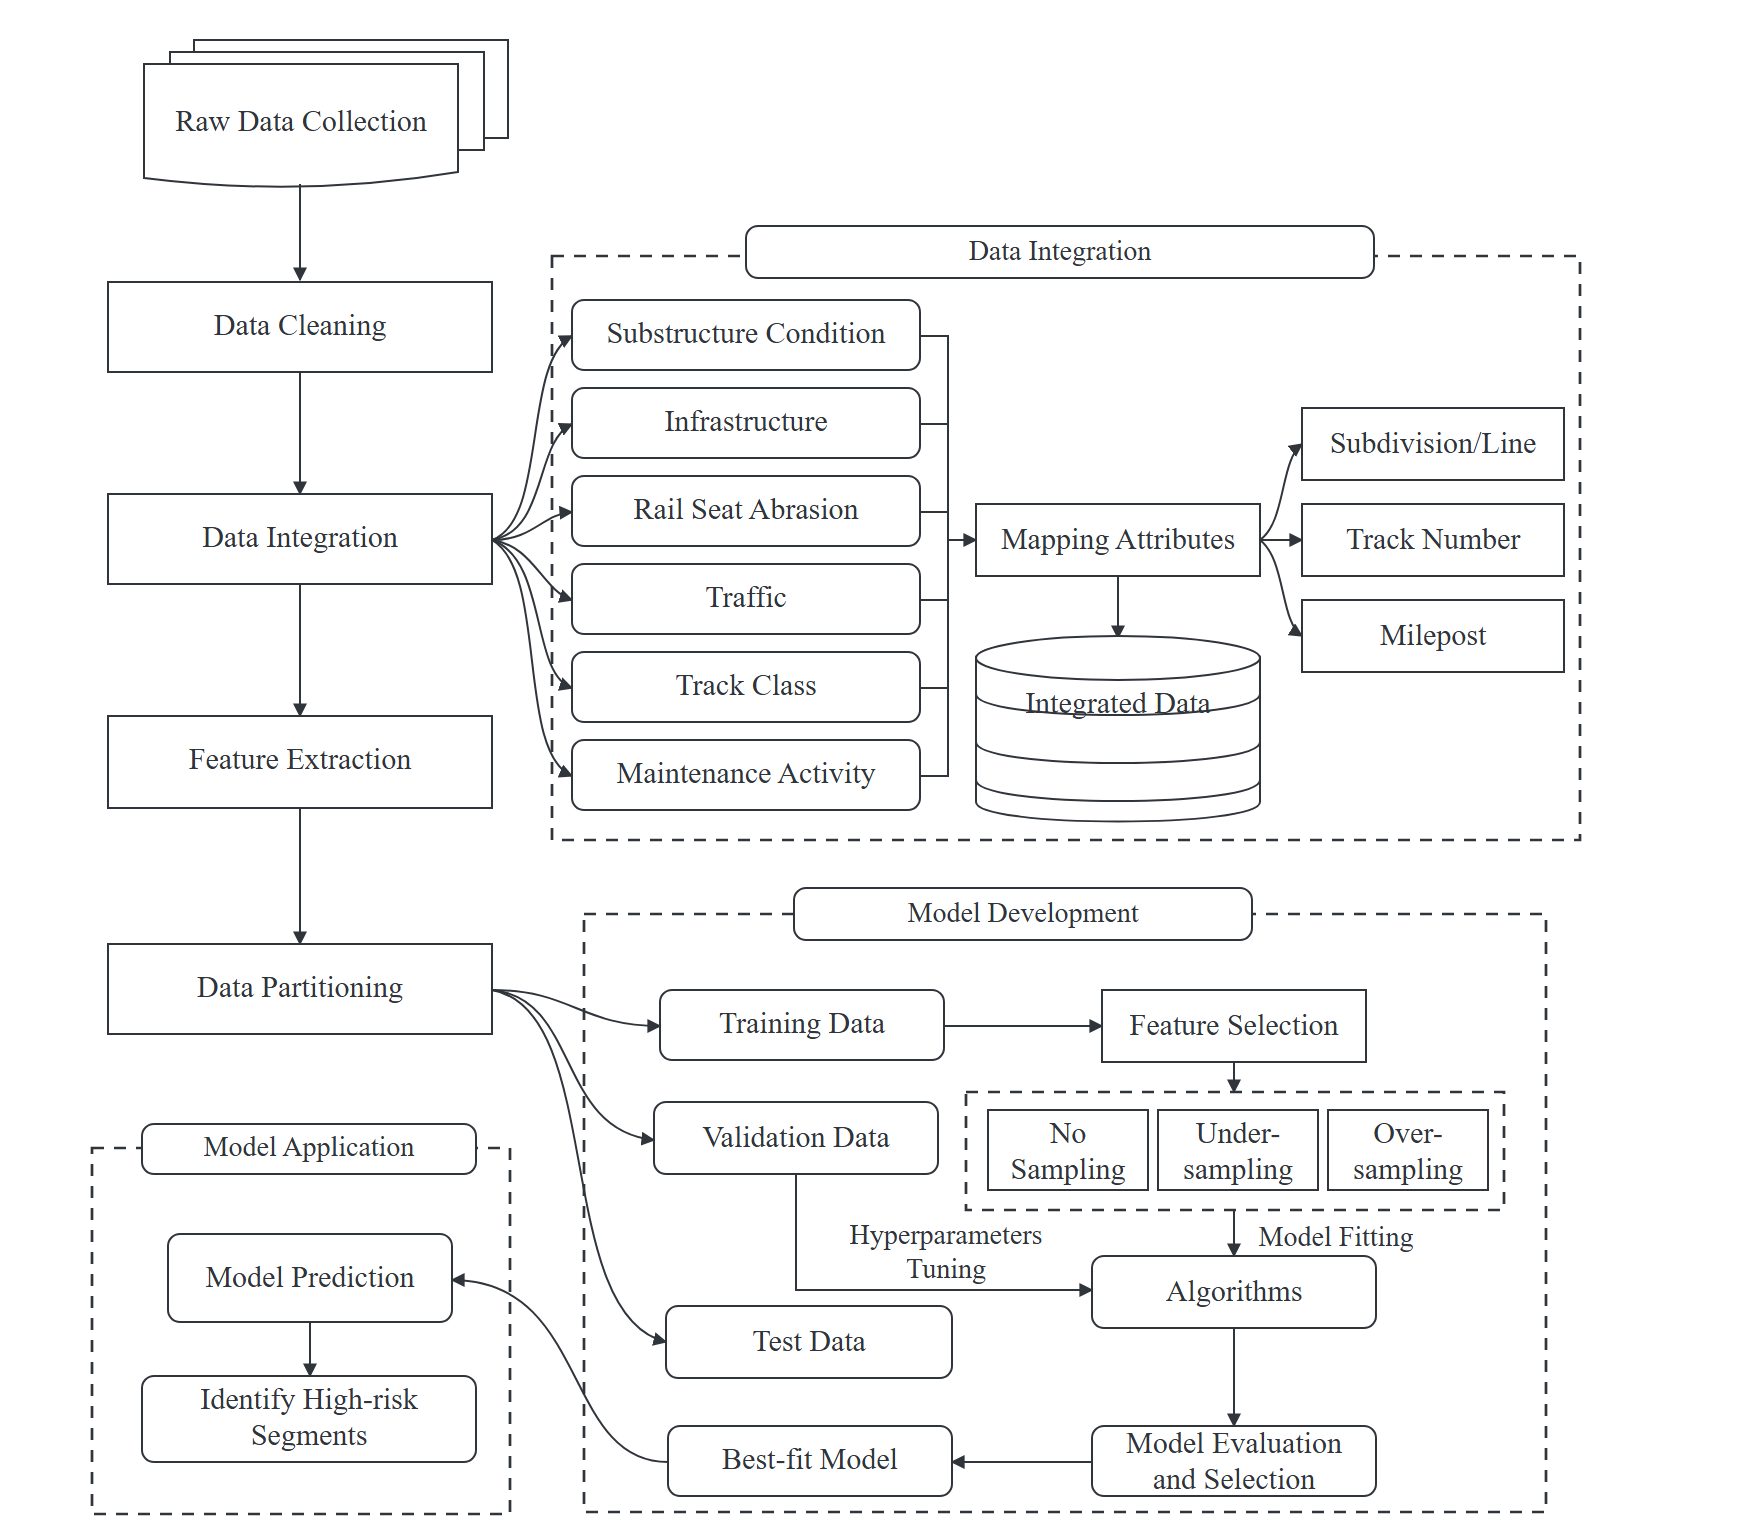 Raw Data Collection
Data Cleaning
Data Integration
Feature Extraction
Data Partitioning
Data Integration
Substructure Condition
Infrastructure
Rail Seat Abrasion
Traffic
Track Class
Maintenance Activity
Mapping Attributes
Integrated Data
Subdivision/Line
Track Number
Milepost
Model Development
Training Data
Feature Selection
Validation Data
No
Sampling
Under-
sampling
Over-
sampling
Hyperparameters
Tuning
Model Fitting
Algorithms
Test Data
Model Evaluation
and Selection
Best-fit Model
Model Application
Model Prediction
Identify High-risk
Segments